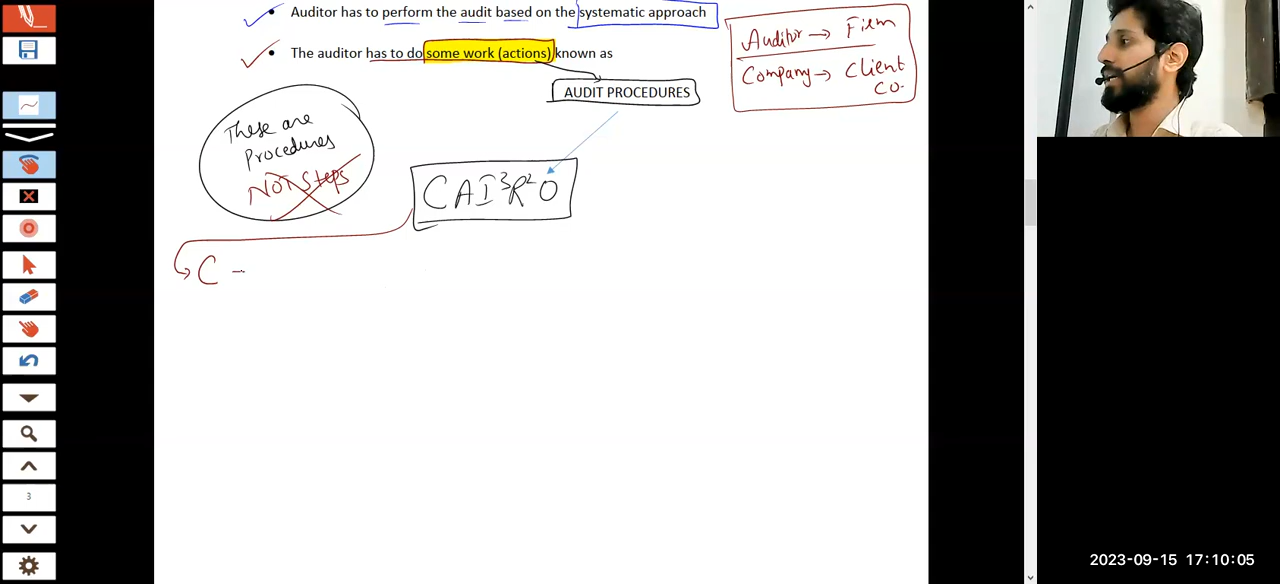 • Auditor has to perform the audit based on the systematic approach
• The auditor has to do some work (actions) known as
AUDIT PROCEDURES
Auditor → Firm
Company → Client
Co.
These are
Procedures
NOT Steps
CAI³R²O
C -
3
2023-09-15 17:10:05